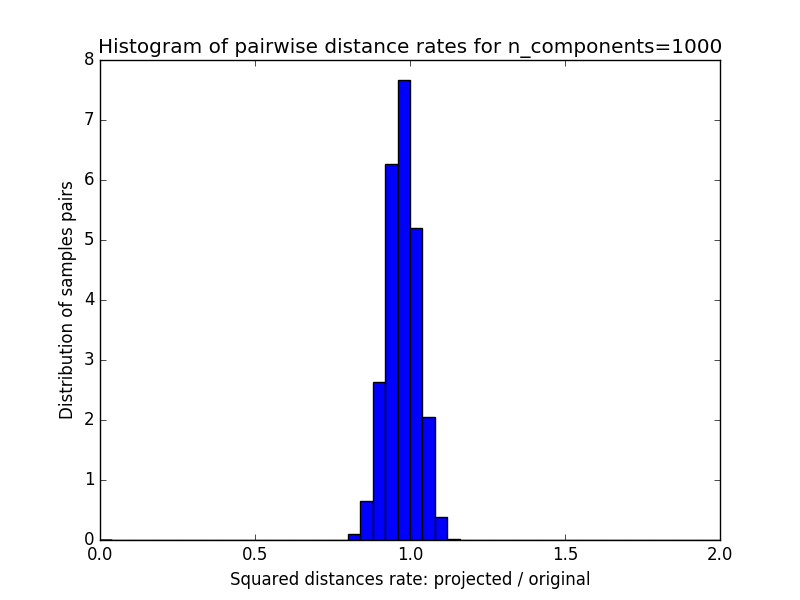 Histogram of pairwise distance rates for n_components=1000
8
7
6
5
4
3
2
1
0
Distribution of samples pairs
0.0 0.5 1.0 1.5 2.0
Squared distances rate: projected / original